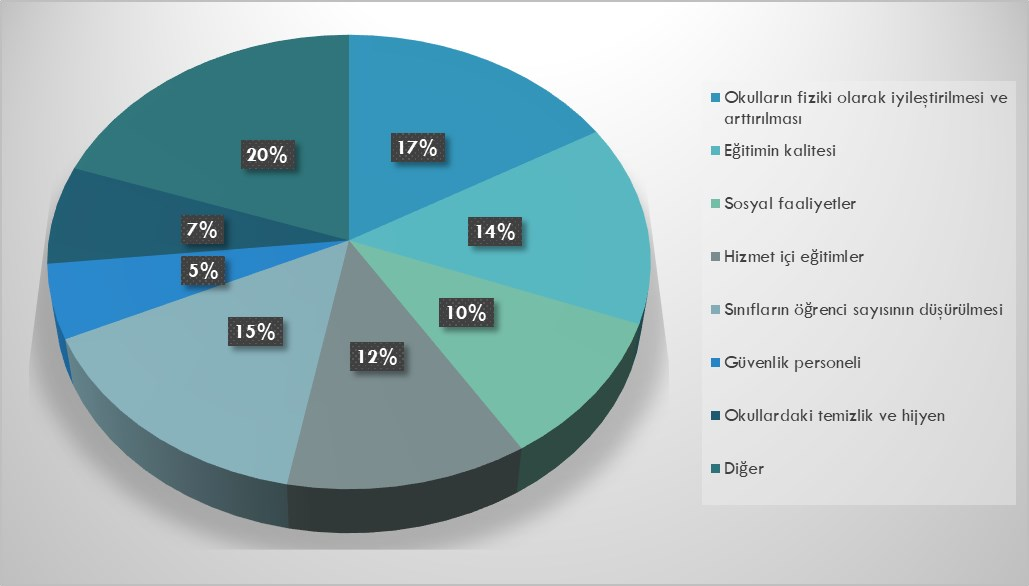 17%
14%
10%
12%
15%
5%
7%
20%
Okulların fiziki olarak iyileştirilmesi ve
arttırılması
Eğitimin kalitesi
Sosyal faaliyetler
Hizmet içi eğitimler
Sınıfların öğrenci sayısının düşürülmesi
Güvenlik personeli
Okullardaki temizlik ve hijyen
Diğer